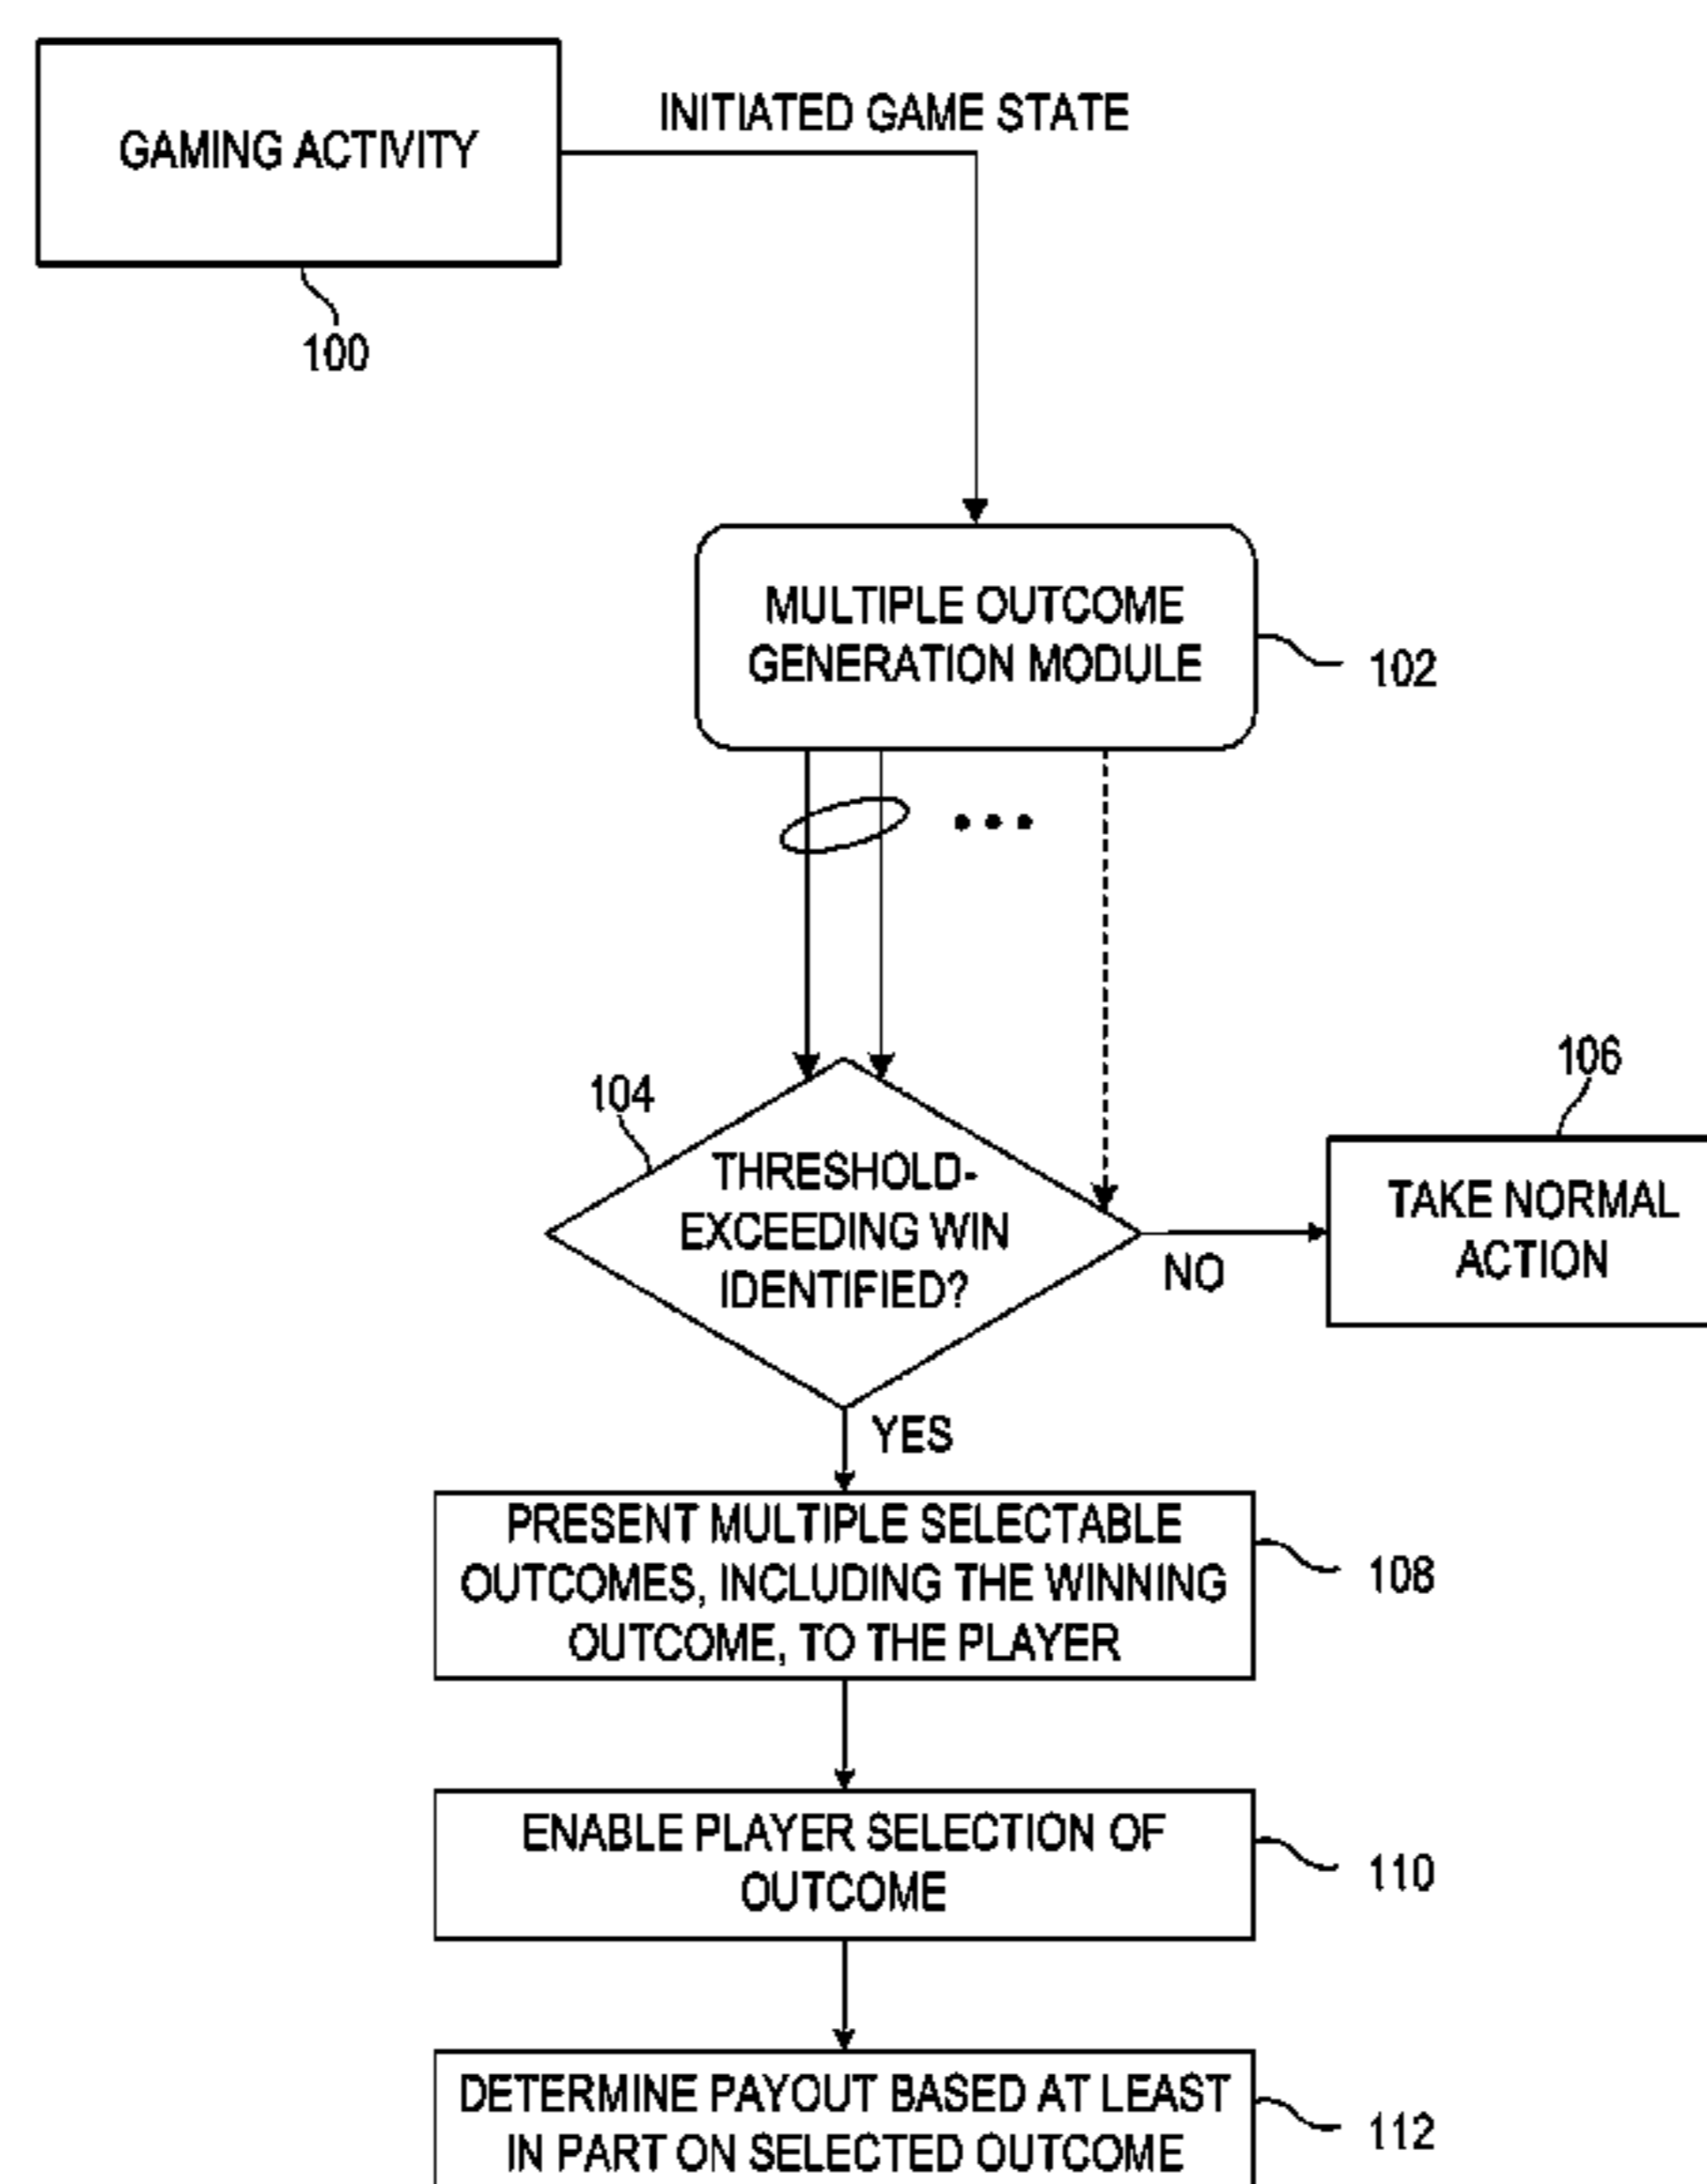 GAMING ACTIVITY
INITIATED GAME STATE
100
MULTIPLE OUTCOME
GENERATION MODULE
102
104
THRESHOLD-
EXCEEDING WIN
IDENTIFIED?
NO
106
TAKE NORMAL
ACTION
YES
PRESENT MULTIPLE SELECTABLE
OUTCOMES, INCLUDING THE WINNING
OUTCOME, TO THE PLAYER
108
ENABLE PLAYER SELECTION OF
OUTCOME
110
DETERMINE PAYOUT BASED AT LEAST
IN PART ON SELECTED OUTCOME
112